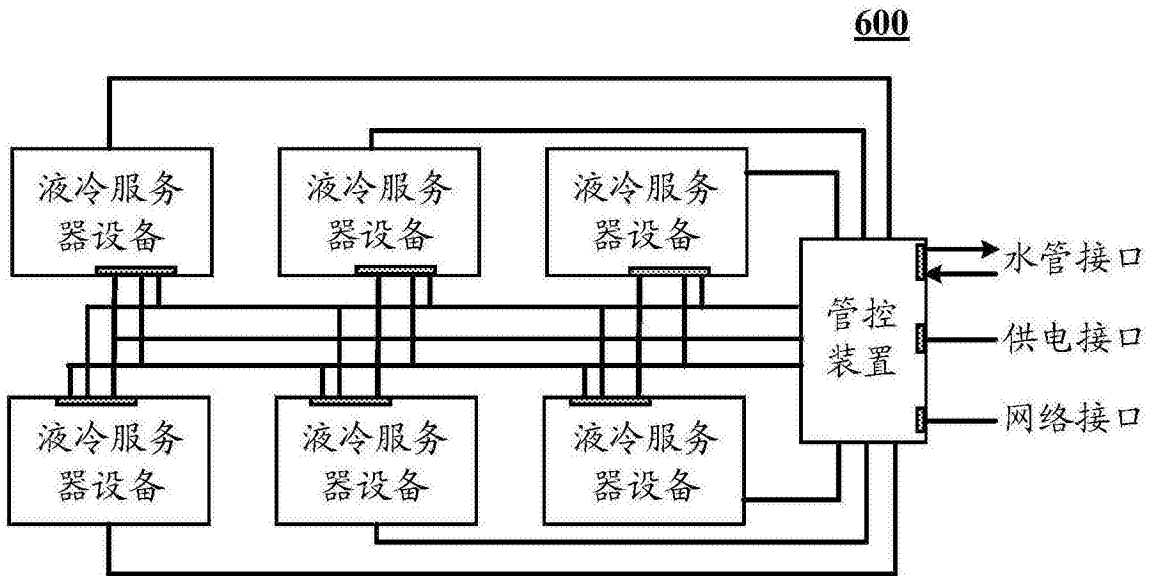 600
液冷服务
器设备
液冷服务
器设备
液冷服务
器设备
水管接口
管控
装置
供电接口
网络接口
液冷服务
器设备
液冷服务
器设备
液冷服务
器设备